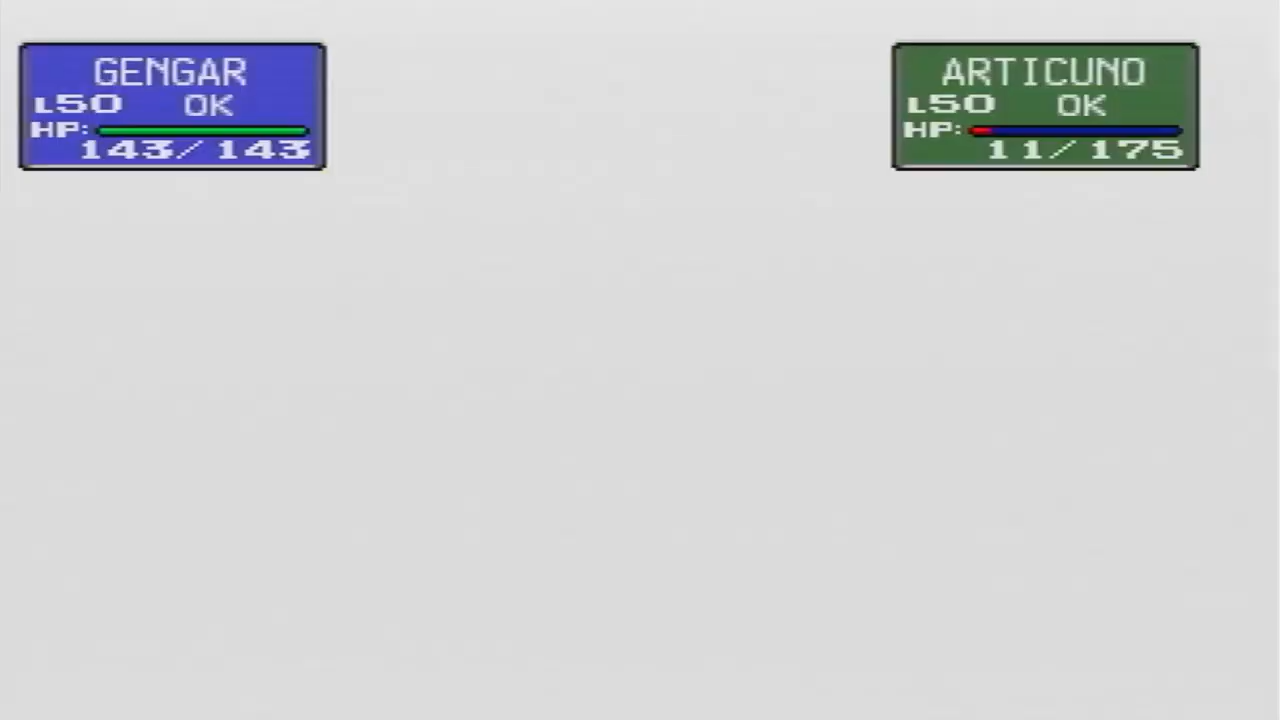 GENGAR
L50 OK
HP:
143/143
ARTICUNO
L50 OK
HP:
11/175